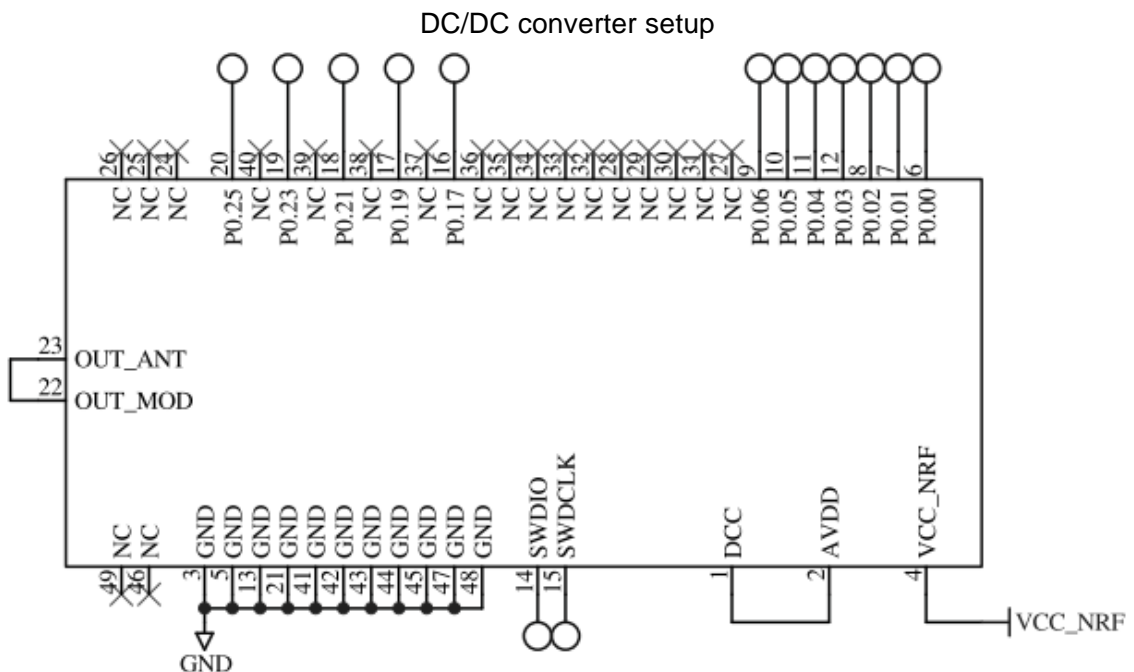 DC/DC converter setup
26 25 24 20 40 19 39 18 38 17 37 16 36 35 34 33 32 28 29 30 31 27 9 10 11 12 8 7 6
NC NC NC P0.25 NC P0.23 NC P0.21 NC P0.19 NC P0.17 NC NC NC NC NC NC NC NC NC NC P0.06 P0.05 P0.04 P0.03 P0.02 P0.01 P0.00
23 OUT_ANT
22 OUT_MOD
NC NC GND GND GND GND GND GND GND GND GND GND GND SWDIO SWDCLK DCC AVDD VCC_NRF
49 46 3 5 13 21 41 42 43 44 45 47 48 14 15 1 2 4
VCC_NRF
GND